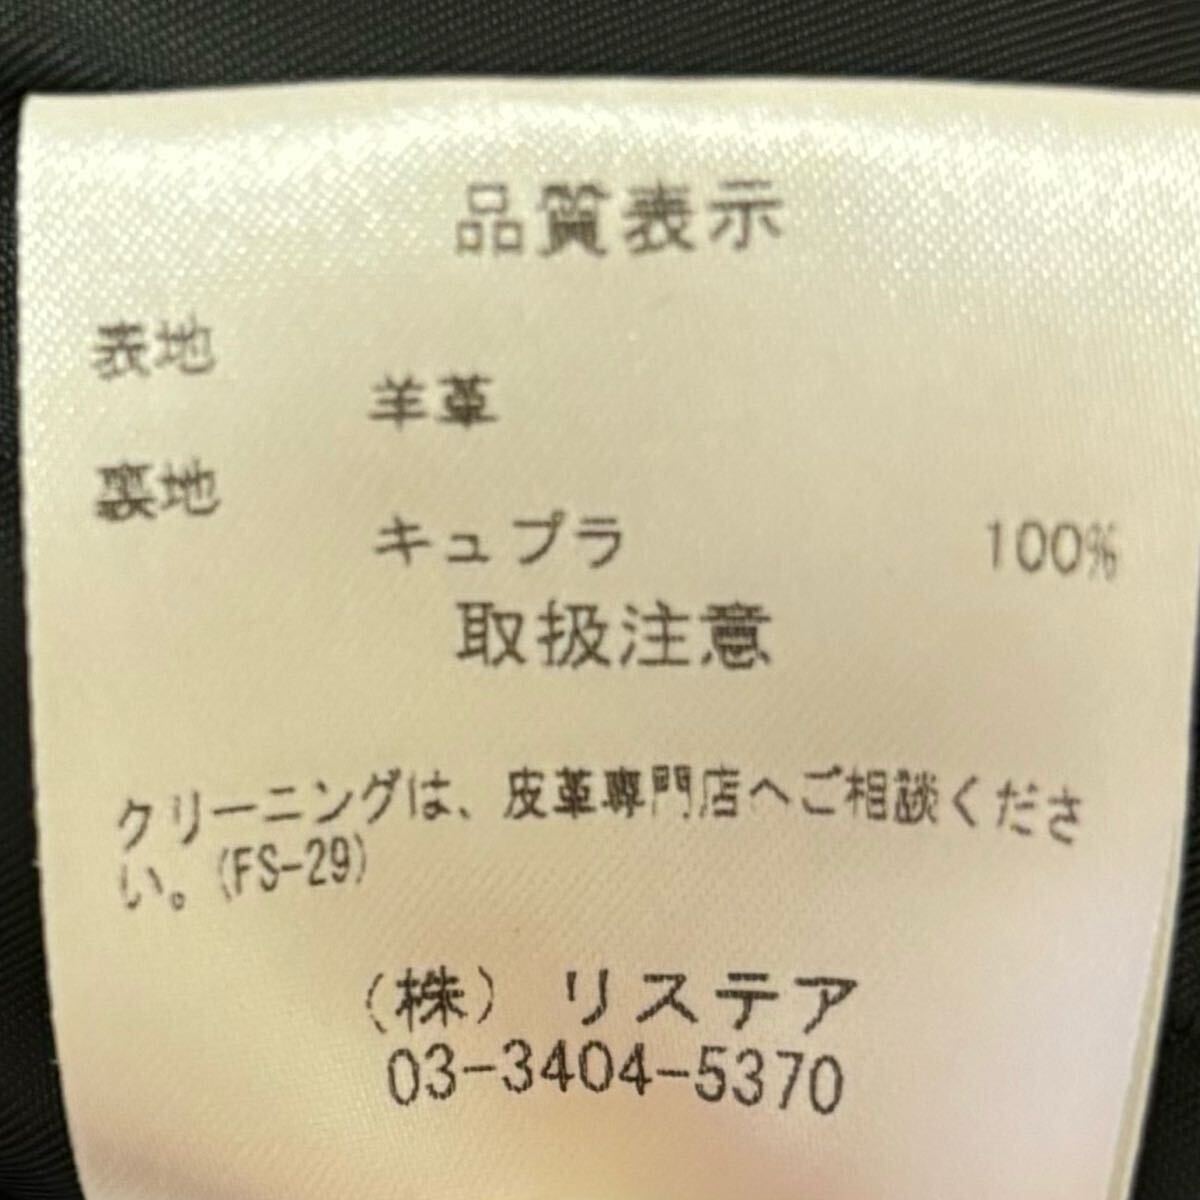 品質表示
表地
羊革
裏地
キュプラ 100%
取扱注意
クリーニングは、皮革専門店へご相談くださ
い。(FS-29)
(株) リステア
03-3404-5370